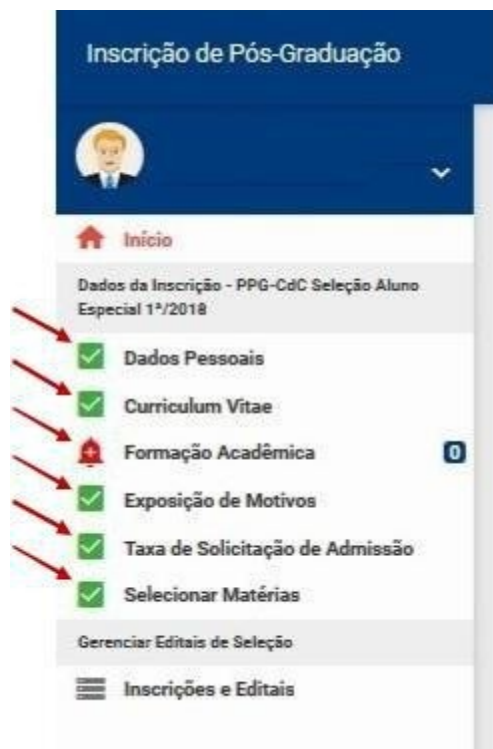 Inscrição de Pós-Graduação
Início
Dados da Inscrição - PPG-CdC Seleção Aluno
Especial 1ª/2018
Dados Pessoais
Curriculum Vitae
Formação Acadêmica 0
Exposição de Motivos
Taxa de Solicitação de Admissão
Selecionar Matérias
Gerenciar Editais de Seleção
Inscrições e Editais